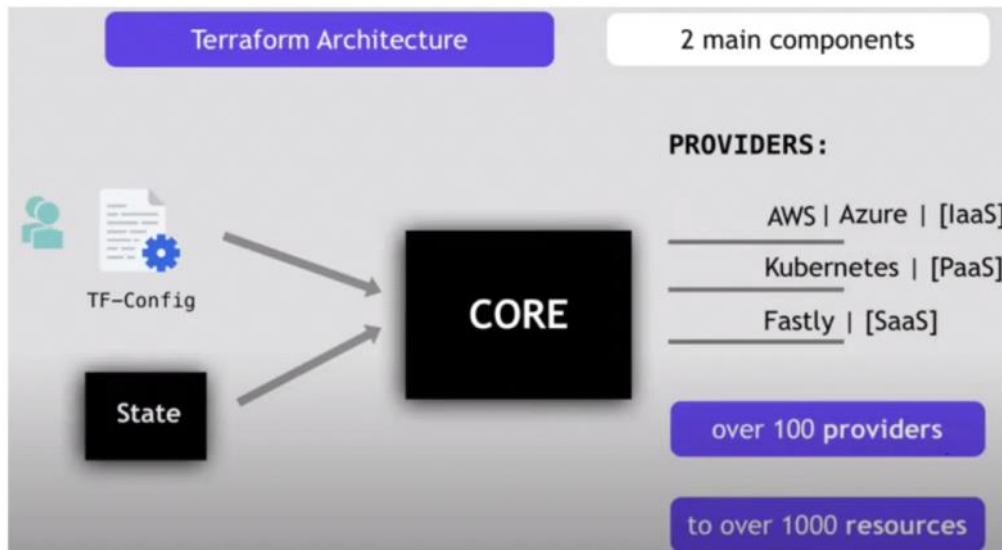 Terraform Architecture
2 main components
PROVIDERS:
AWS | Azure | [IaaS]
Kubernetes | [PaaS]
Fastly | [SaaS]
TF-Config
CORE
State
over 100 providers
to over 1000 resources